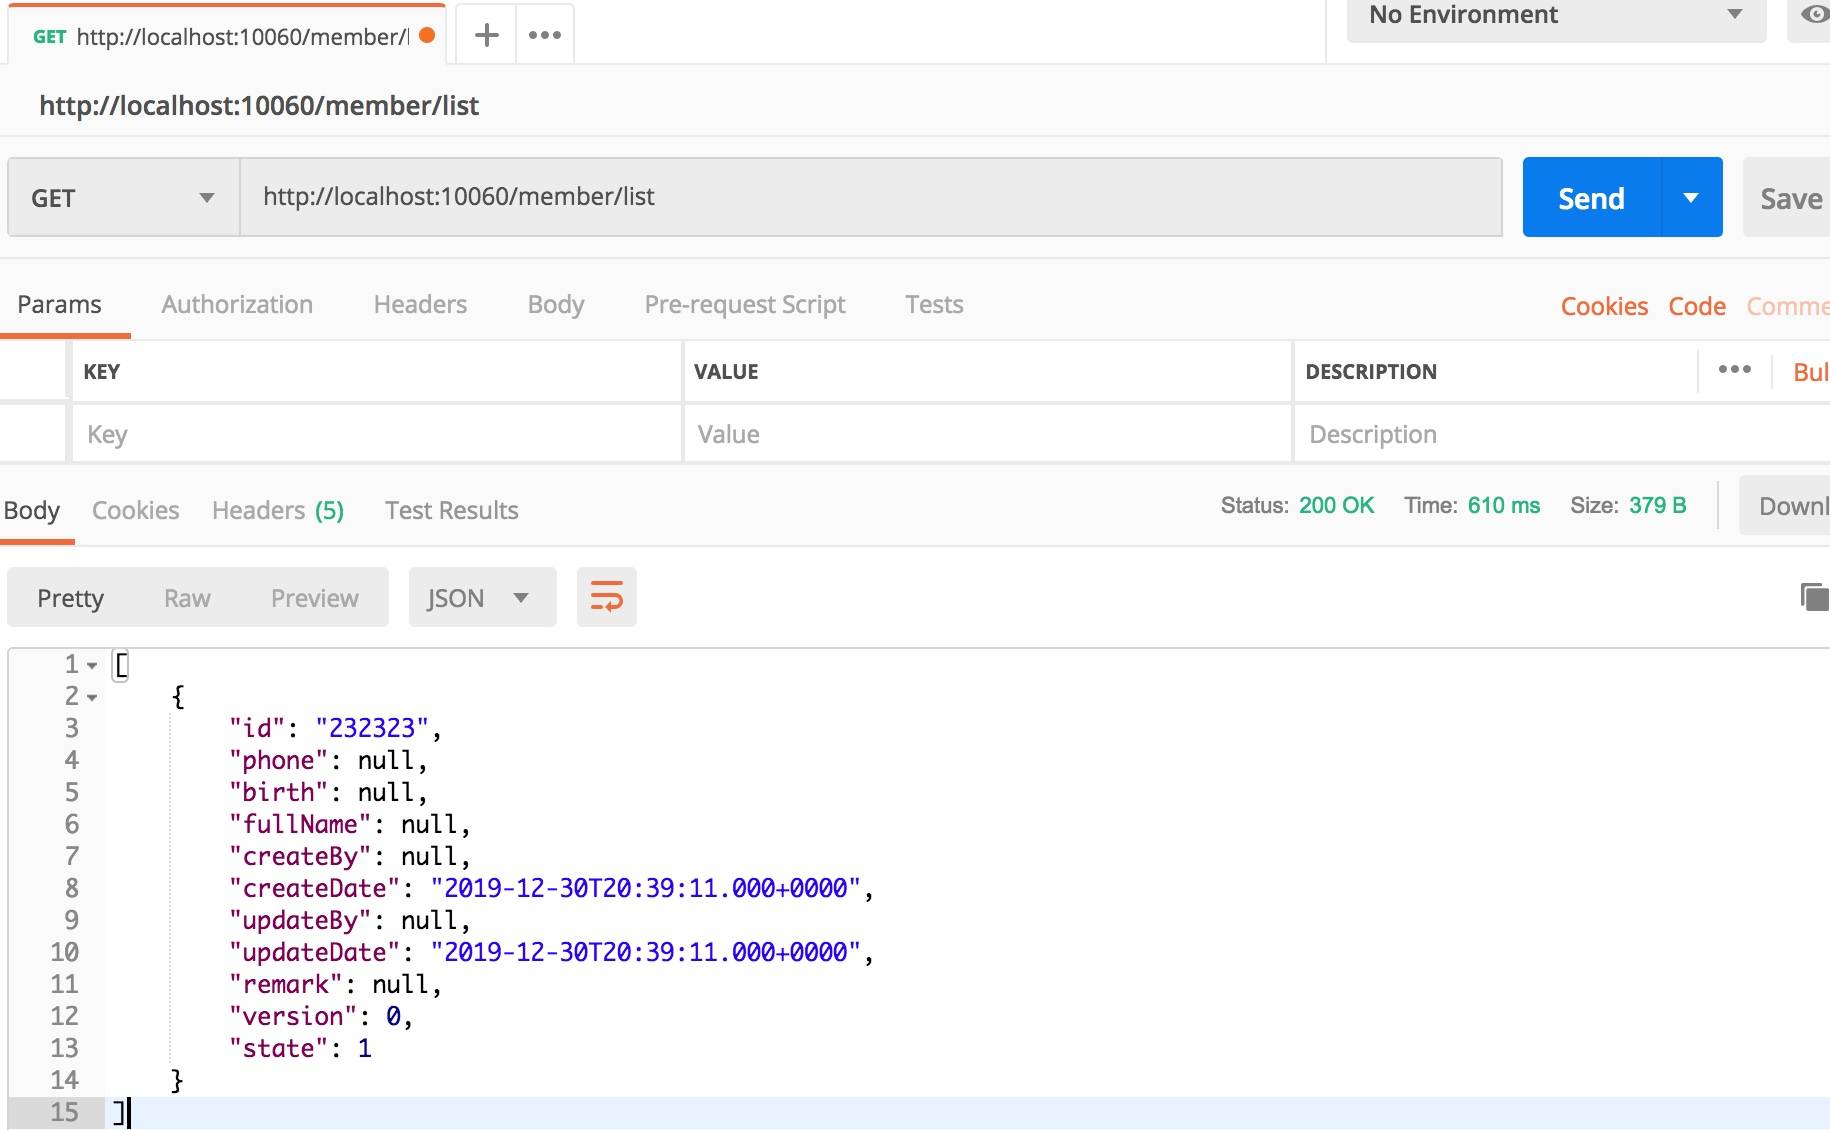 GET http://localhost:10060/member/l
No Environment
http://localhost:10060/member/list
GET http://localhost:10060/member/list Send Save
Params Authorization Headers Body Pre-request Script Tests Cookies Code Comme
KEY VALUE DESCRIPTION Bul
Key Value Description
Body Cookies Headers (5) Test Results Status: 200 OK Time: 610 ms Size: 379 B Downl
Pretty Raw Preview JSON
1 [
2 {
3 "id": "232323",
4 "phone": null,
5 "birth": null,
6 "fullName": null,
7 "createBy": null,
8 "createDate": "2019-12-30T20:39:11.000+0000",
9 "updateBy": null,
10 "updateDate": "2019-12-30T20:39:11.000+0000",
11 "remark": null,
12 "version": 0,
13 "state": 1
14 }
15 ]